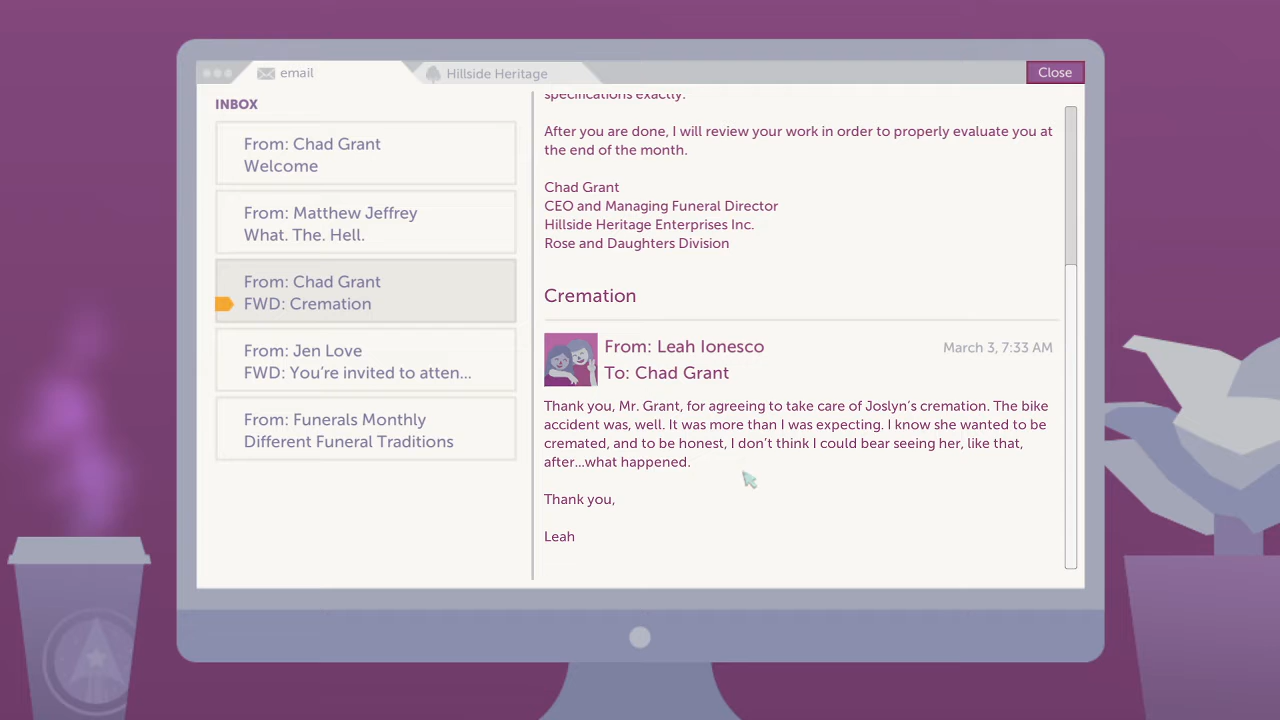 email
Hillside Heritage
Close
INBOX
From: Chad Grant
Welcome
From: Matthew Jeffrey
What. The. Hell.
From: Chad Grant
FWD: Cremation
From: Jen Love
FWD: You're invited to atten...
From: Funerals Monthly
Different Funeral Traditions
specifications exactly.
After you are done, I will review your work in order to properly evaluate you at
the end of the month.
Chad Grant
CEO and Managing Funeral Director
Hillside Heritage Enterprises Inc.
Rose and Daughters Division
Cremation
From: Leah Ionesco
March 3, 7:33 AM
To: Chad Grant
Thank you, Mr. Grant, for agreeing to take care of Joslyn's cremation. The bike
accident was, well. It was more than I was expecting. I know she wanted to be
cremated, and to be honest, I don't think I could bear seeing her, like that,
after...what happened.
Thank you,
Leah